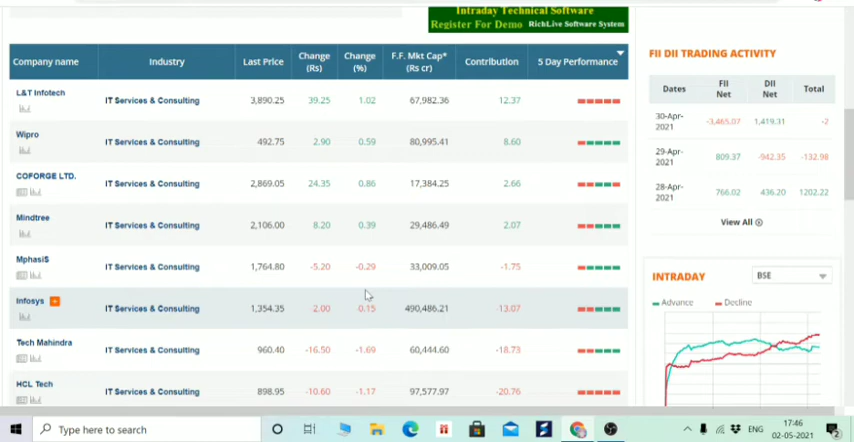 Intraday Technical Software
Register For Demo RichLive Software System
Company name Industry Last Price Change (Rs) Change (%) F.F. Mkt Cap* (Rs cr) Contribution 5 Day Performance
L&T Infotech IT Services & Consulting 3,890.25 39.25 1.02 67,982.36 12.37
Wipro IT Services & Consulting 492.75 2.90 0.59 80,995.41 8.60
COFORGE LTD. IT Services & Consulting 2,869.05 24.35 0.86 17,384.25 2.66
Mindtree IT Services & Consulting 2,106.00 8.20 0.39 29,486.49 2.07
MphasiS IT Services & Consulting 1,764.80 -5.20 -0.29 33,009.05 -1.75
Infosys + IT Services & Consulting 1,354.35 2.00 0.15 490,486.21 -13.07
Tech Mahindra IT Services & Consulting 960.40 -16.50 -1.69 60,444.60 -18.73
HCL Tech IT Services & Consulting 898.95 -10.60 -1.17 97,577.97 -20.76
FII DII TRADING ACTIVITY
Dates FII Net DII Net Total
30-Apr-2021 -3,465.07 1,419.31 -2
29-Apr-2021 809.37 -942.35 -132.98
28-Apr-2021 766.02 436.20 1202.22
View All
INTRADAY BSE
Advance Decline
Type here to search
ENG
17:46
02-05-2021
2